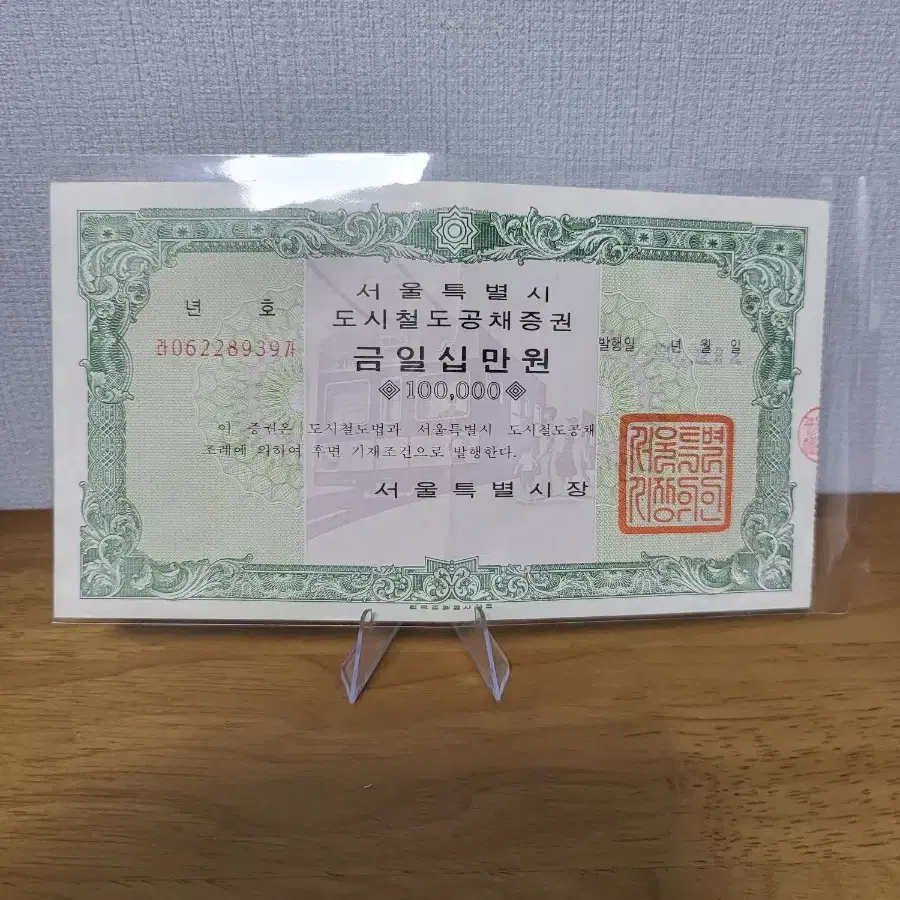 서울특별시
도시철도공채증권
년 호
라06228939가
발행일 년 월 일
금일십만원
100,000
이 증권은 도시철도법과 서울특별시 도시철도공채
조례에 의하여 후면 기재조건으로 발행한다.
서울특별시장